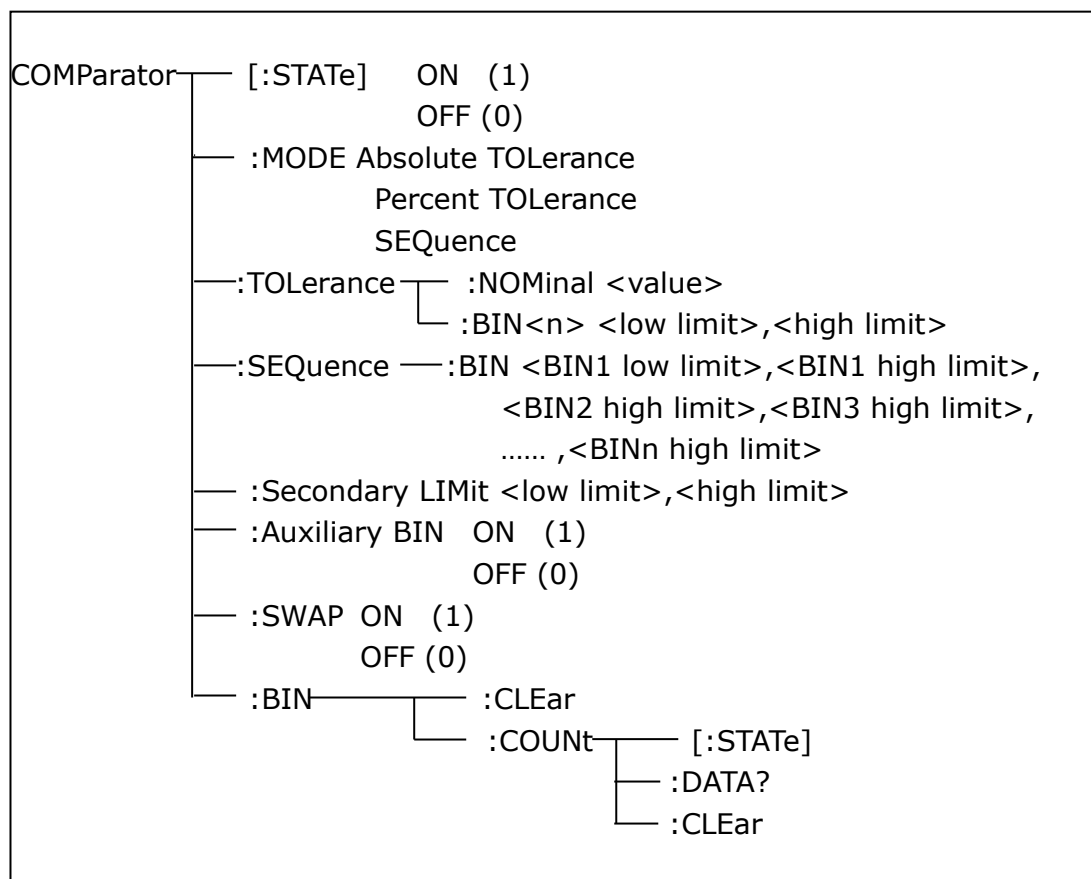 COMParator [:STATe] ON (1)
OFF (0)
:MODE Absolute TOLerance
Percent TOLerance
SEQuence
:TOLerance :NOMinal <value>
:BIN<n> <low limit>,<high limit>
:SEQuence :BIN <BIN1 low limit>,<BIN1 high limit>,
<BIN2 high limit>,<BIN3 high limit>,
...... ,<BINn high limit>
:Secondary LIMit <low limit>,<high limit>
:Auxiliary BIN ON (1)
OFF (0)
:SWAP ON (1)
OFF (0)
:BIN :CLEar
:COUNt [:STATe]
:DATA?
:CLEar